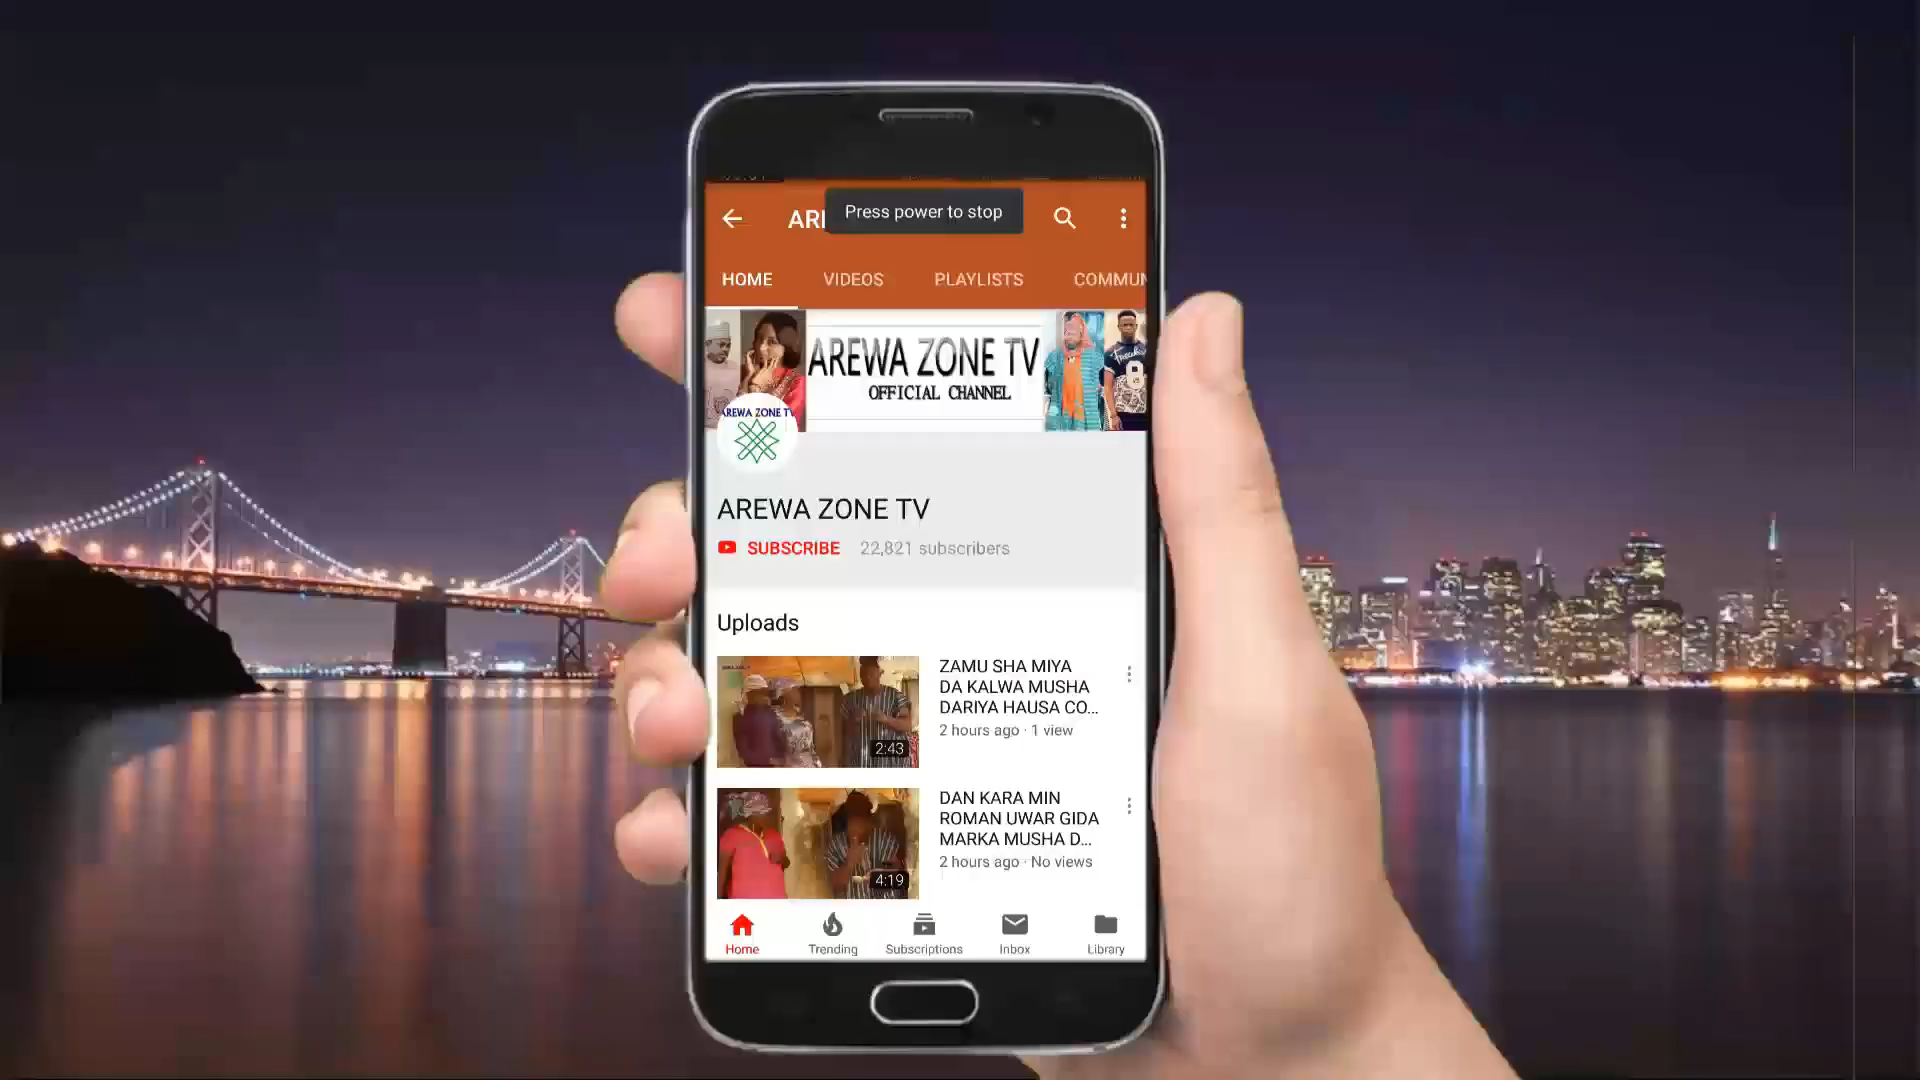 ARE
Press power to stop
HOME VIDEOS PLAYLISTS COMMUN
AREWA ZONE TV
OFFICIAL CHANNEL
AREWA ZONE TV
AREWA ZONE TV
SUBSCRIBE 22,821 subscribers
Uploads
ZAMU SHA MIYA
DA KALWA MUSHA
DARIYA HAUSA CO...
2 hours ago · 1 view
2:43
DAN KARA MIN
ROMAN UWAR GIDA
MARKA MUSHA D...
2 hours ago · No views
4:19
Home Trending Subscriptions Inbox Library